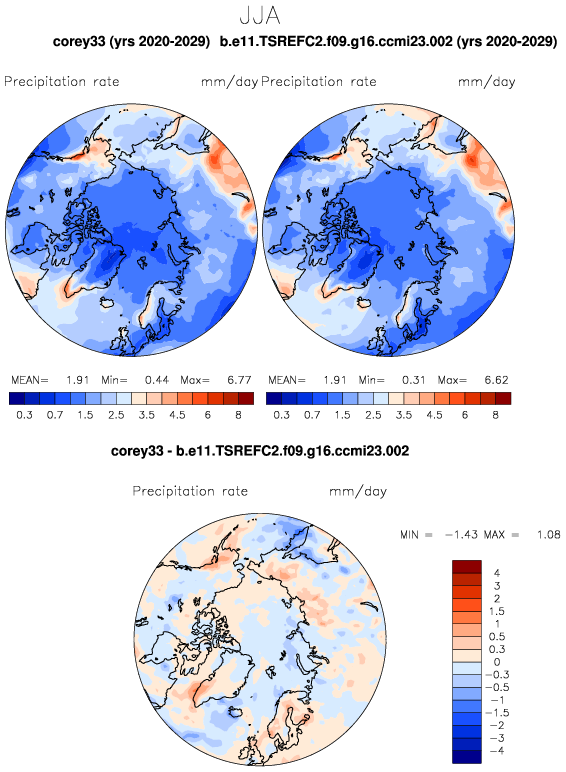 JJA
corey33 (yrs 2020-2029) b.e11.TSREFC2.f09.g16.ccmi23.002 (yrs 2020-2029)
Precipitation rate mm/day Precipitation rate mm/day
MEAN= 1.91 Min= 0.44 Max= 6.77 MEAN= 1.91 Min= 0.31 Max= 6.62
0.3 0.7 1.5 2.5 3.5 4.5 6 8 0.3 0.7 1.5 2.5 3.5 4.5 6 8
corey33 - b.e11.TSREFC2.f09.g16.ccmi23.002
Precipitation rate mm/day
MIN = -1.43 MAX = 1.08
4
3
2
1.5
1
0.5
0.3
0
-0.3
-0.5
-1
-1.5
-2
-3
-4